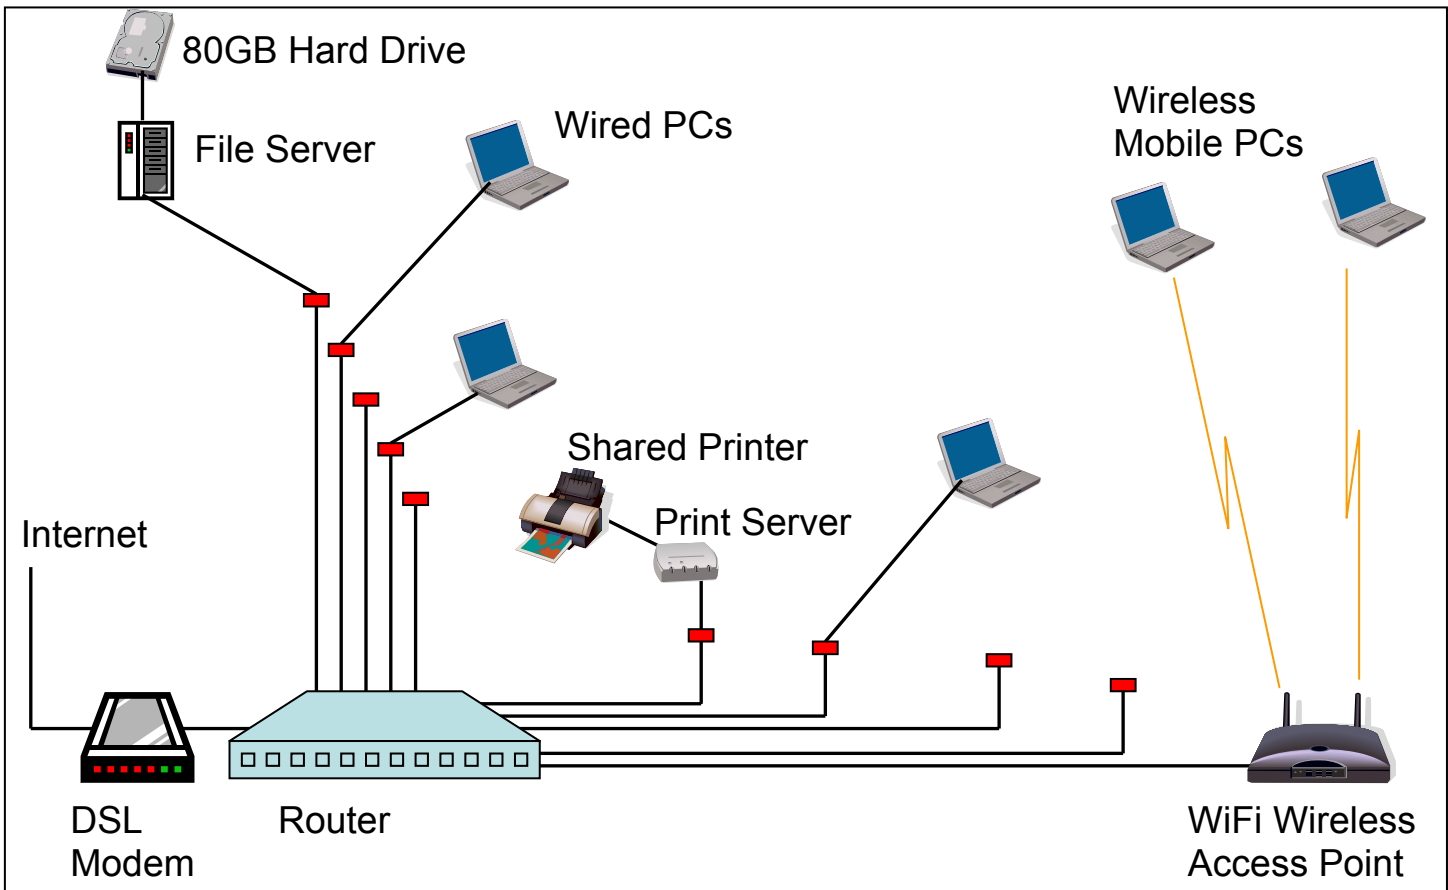 80GB Hard Drive
File Server
Wired PCs
Wireless
Mobile PCs
Shared Printer
Print Server
Internet
DSL
Modem
Router
WiFi Wireless
Access Point